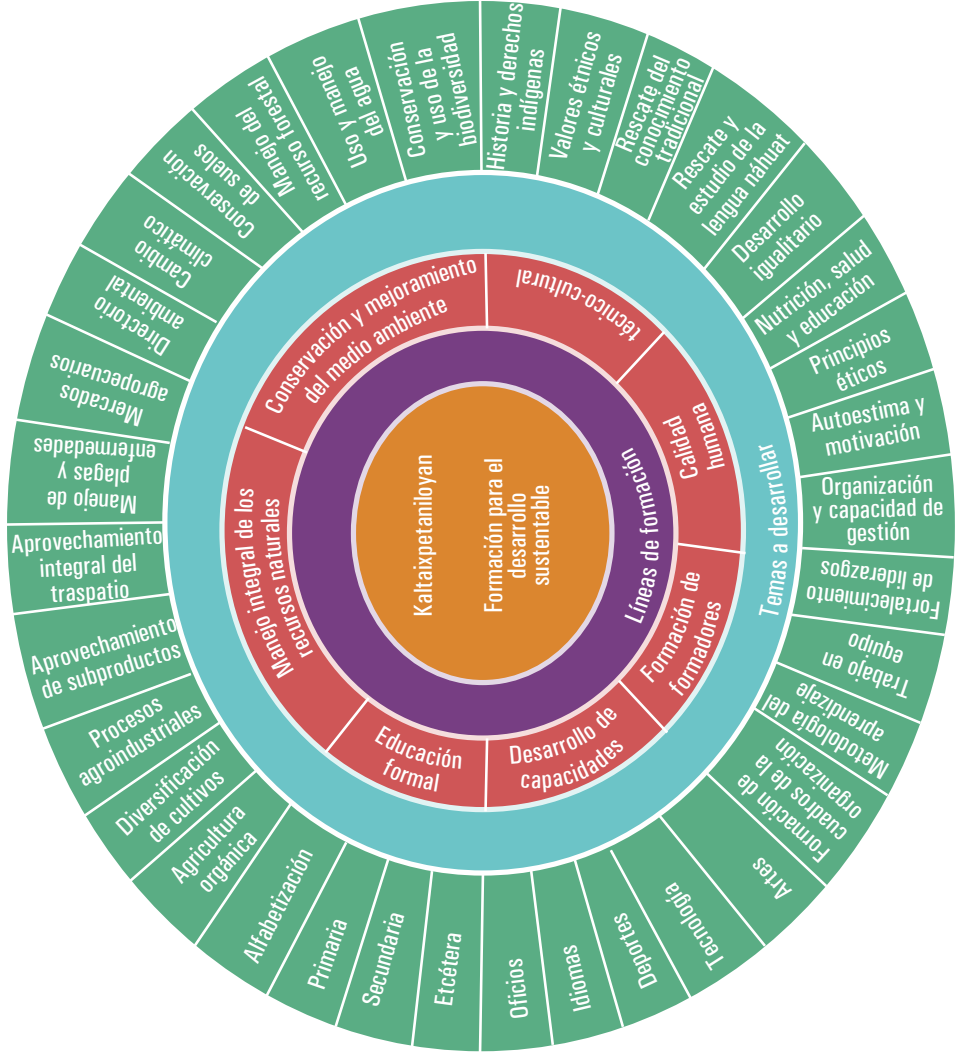 Kaltaixpetaniloyan
Formación para el
desarrollo
sustentable
Líneas de formación
Conservación y mejoramiento
del medio ambiente
técnico-cultural
Calidad
humana
Formación de
formadores
Desarrollo de
capacidades
Educación
formal
Manejo integral de los
recursos naturales
Temas a desarrollar
Historia y derechos
indígenas
Valores étnicos
y culturales
Rescate del
conocimiento
tradicional
Rescate y
estudio de la
lengua náhuat
Desarrollo
igualitario
Nutrición, salud
y educación
Principios
éticos
Autoestima y
motivación
Organización
y capacidad de
gestión
Fortalecimiento
de liderazgos
Trabajo en
equipo
Metodología del
aprendizaje
Formación de
cuadros de la
organización
Artes
Tecnología
Deportes
Idiomas
Oficios
Etcétera
Secundaria
Primaria
Alfabetización
Agricultura
orgánica
Diversificación
de cultivos
Procesos
agroindustriales
Aprovechamiento
de subproductos
Aprovechamiento
integral del
traspatio
Manejo de
plagas y
enfermedades
Mercados
agropecuarios
Directorio
ambiental
Cambio
climático
Conservación
de suelos
Manejo del
recurso forestal
Uso y manejo
del agua
Conservación
y uso de la
biodiversidad